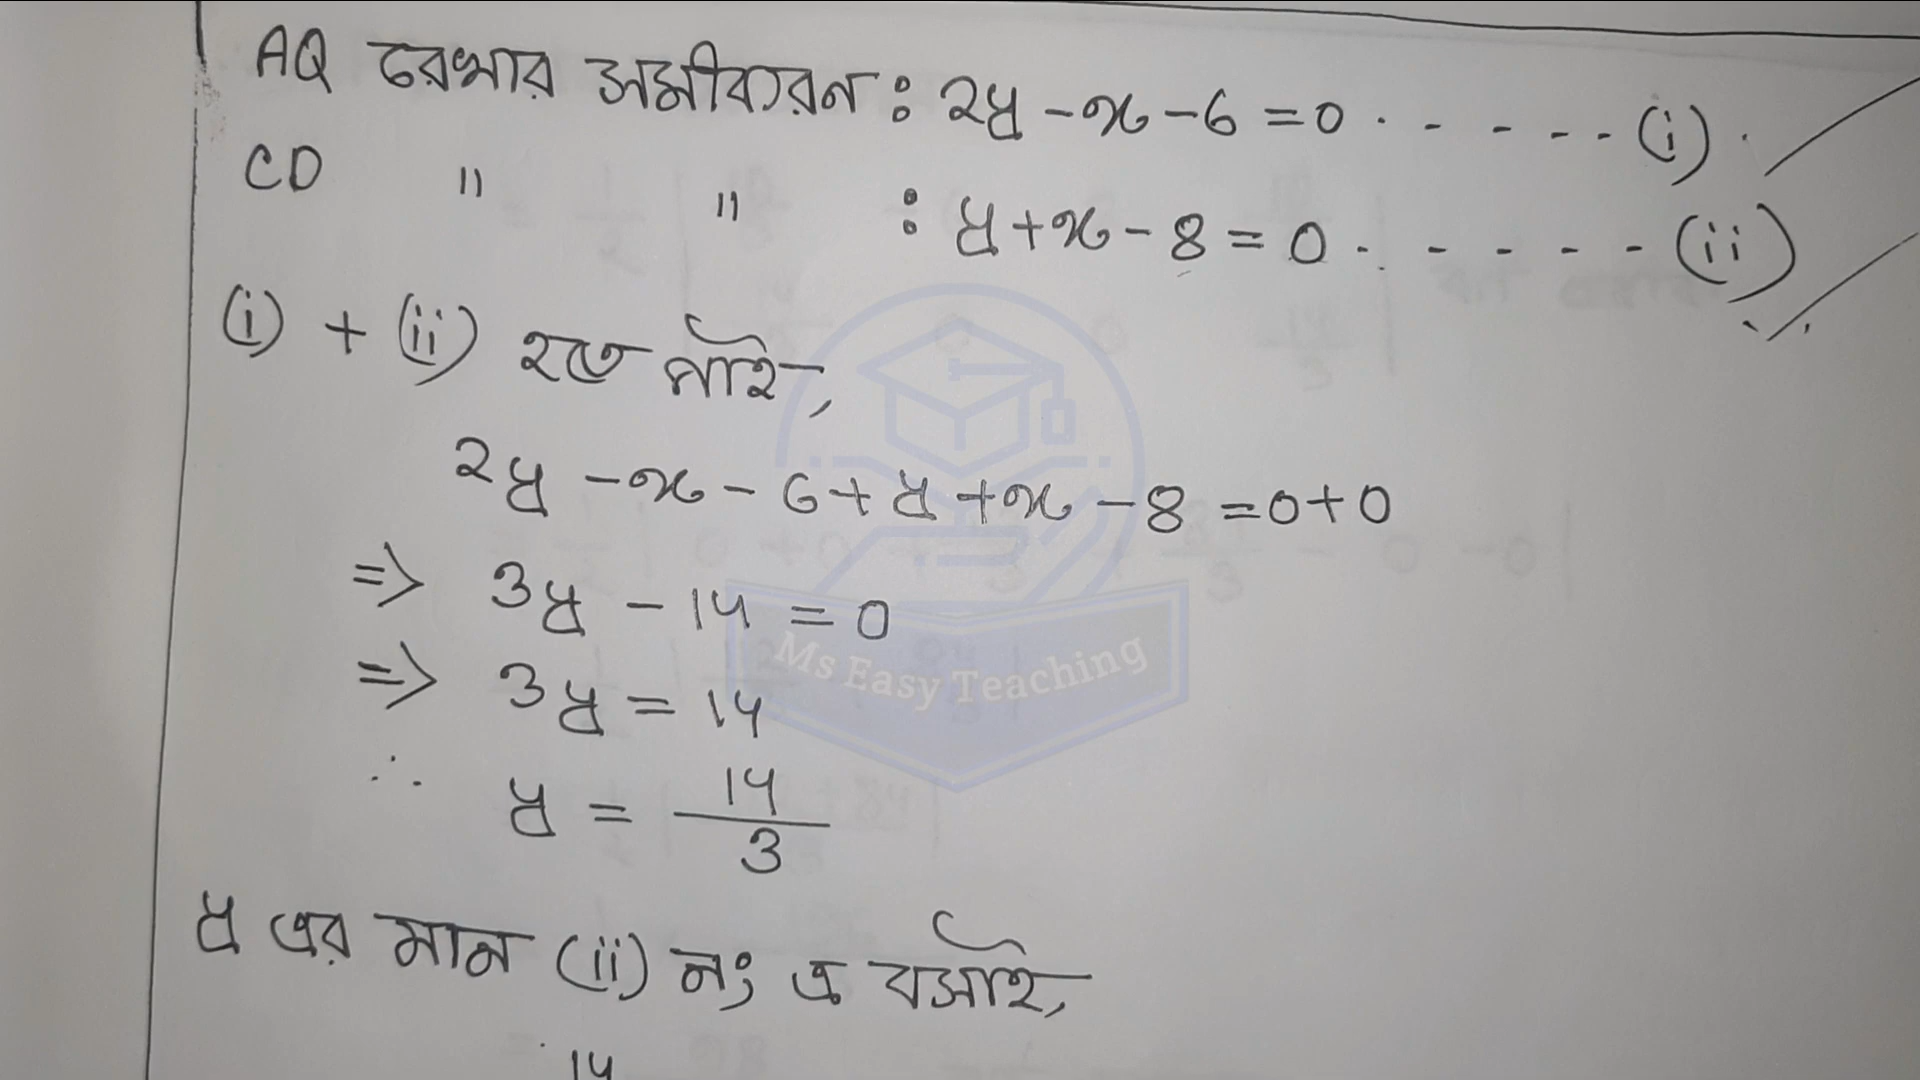 AQ রেখার সমীকরন : 2y - x - 6 = 0 . - - - - - (i)
CD " " : y + x - 8 = 0 . - - - - - (ii)
(i) + (ii) হতে পাই,
2y - x - 6 + y + x - 8 = 0 + 0
=> 3y - 14 = 0
=> 3y = 14
Ms Easy Teaching
∴ y = 14/3
y এর মান (ii) নং এ বসাই,
14